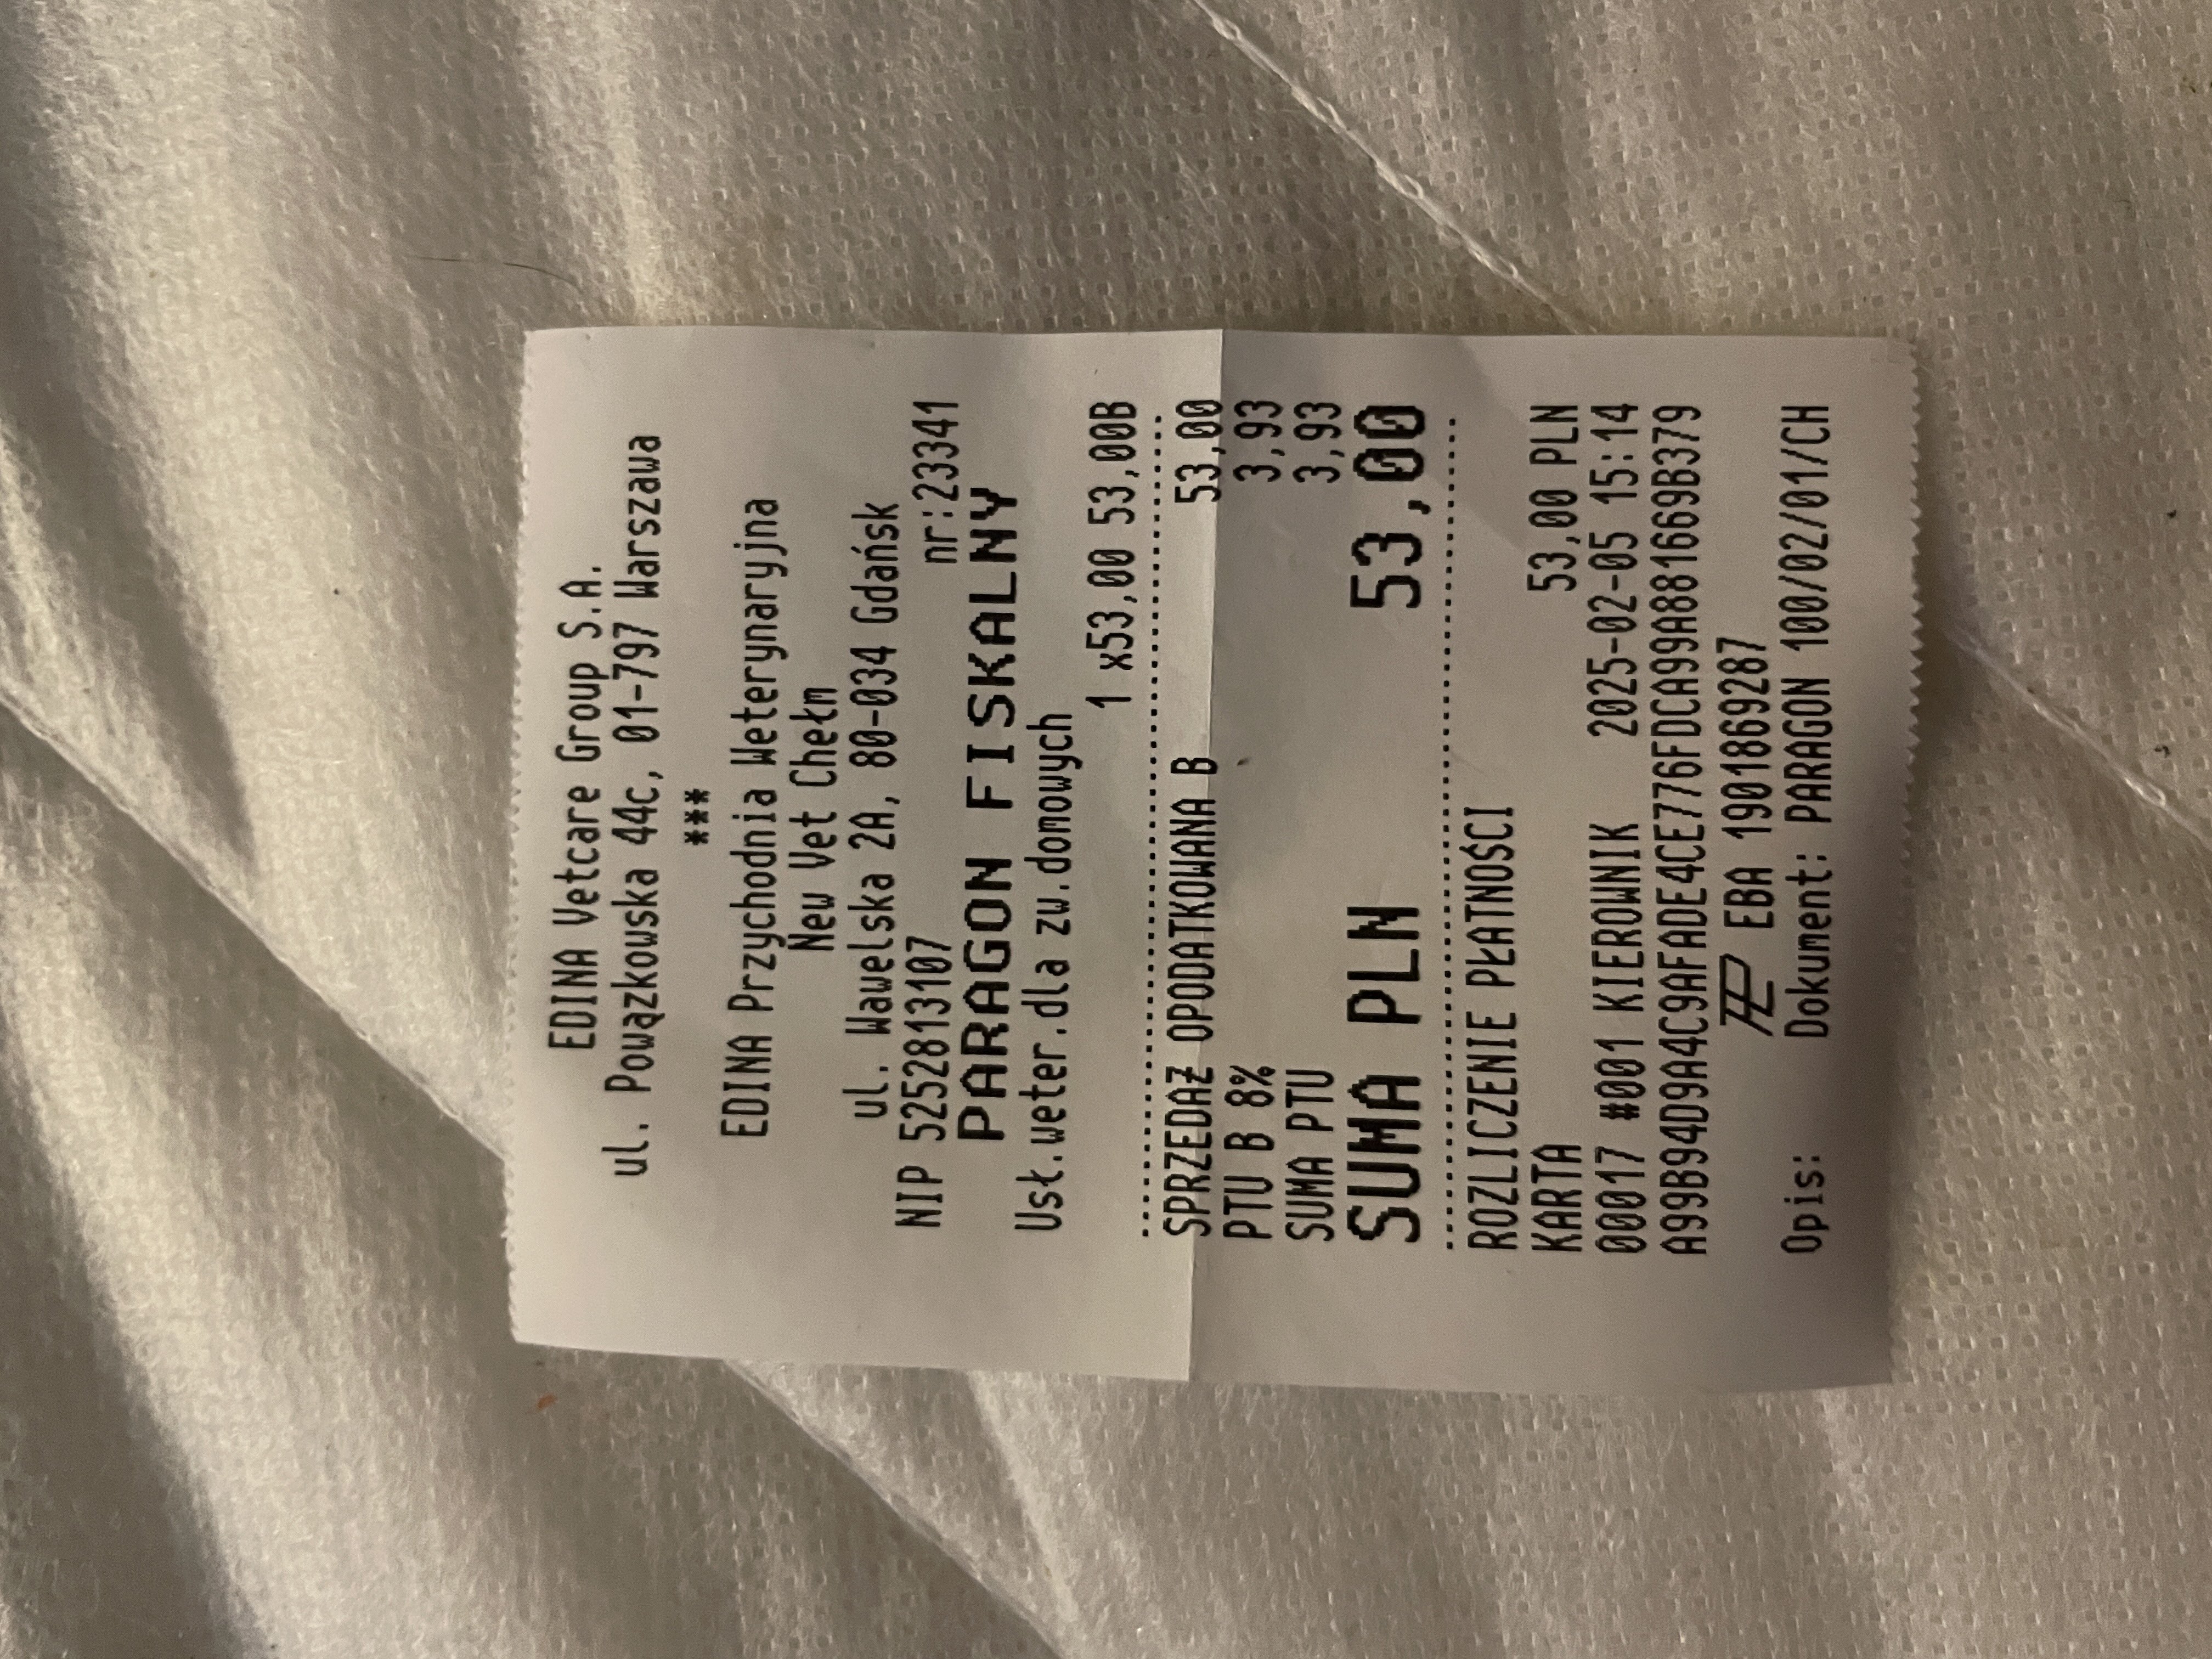 EDINA Vetcare Group S.A.
ul. Powązkowska 44c, 01-797 Warszawa
***
EDINA Przychodnia Weterynaryjna
New Vet Chełm
ul. Wawelska 2A, 80-034 Gdańsk
NIP 5252813107 nr:23341
PARAGON FISKALNY
Usł.weter.dla zw.domowych
1 x53,00 53,00B
SPRZEDAŻ OPODATKOWANA B 53,00
PTU B 8% 3,93
SUMA PTU 3,93
SUMA PLN 53,00
ROZLICZENIE PŁATNOŚCI
KARTA 53,00 PLN
00017 #001 KIEROWNIK 2025-02-05 15:14
A99B94D9A4C9AFADE4CE776FDCA99A881669B379
EBA 1901869287
Opis: Dokument: PARAGON 100/02/01/CH